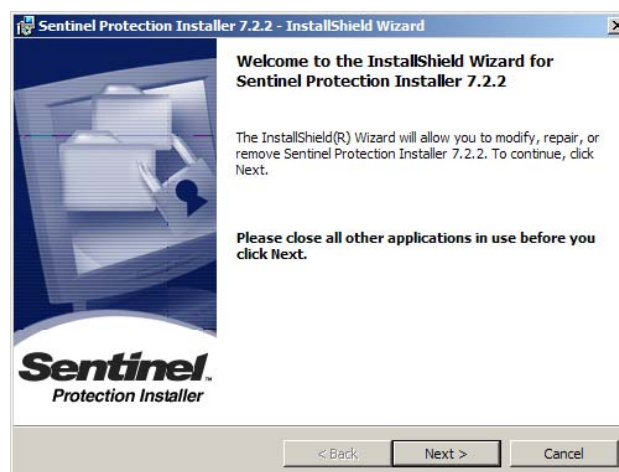 Sentinel Protection Installer 7.2.2 - InstallShield Wizard
Welcome to the InstallShield Wizard for
Sentinel Protection Installer 7.2.2
The InstallShield(R) Wizard will allow you to modify, repair, or
remove Sentinel Protection Installer 7.2.2. To continue, click
Next.
Please close all other applications in use before you
click Next.
Sentinel™
Protection Installer
< Back
Next >
Cancel